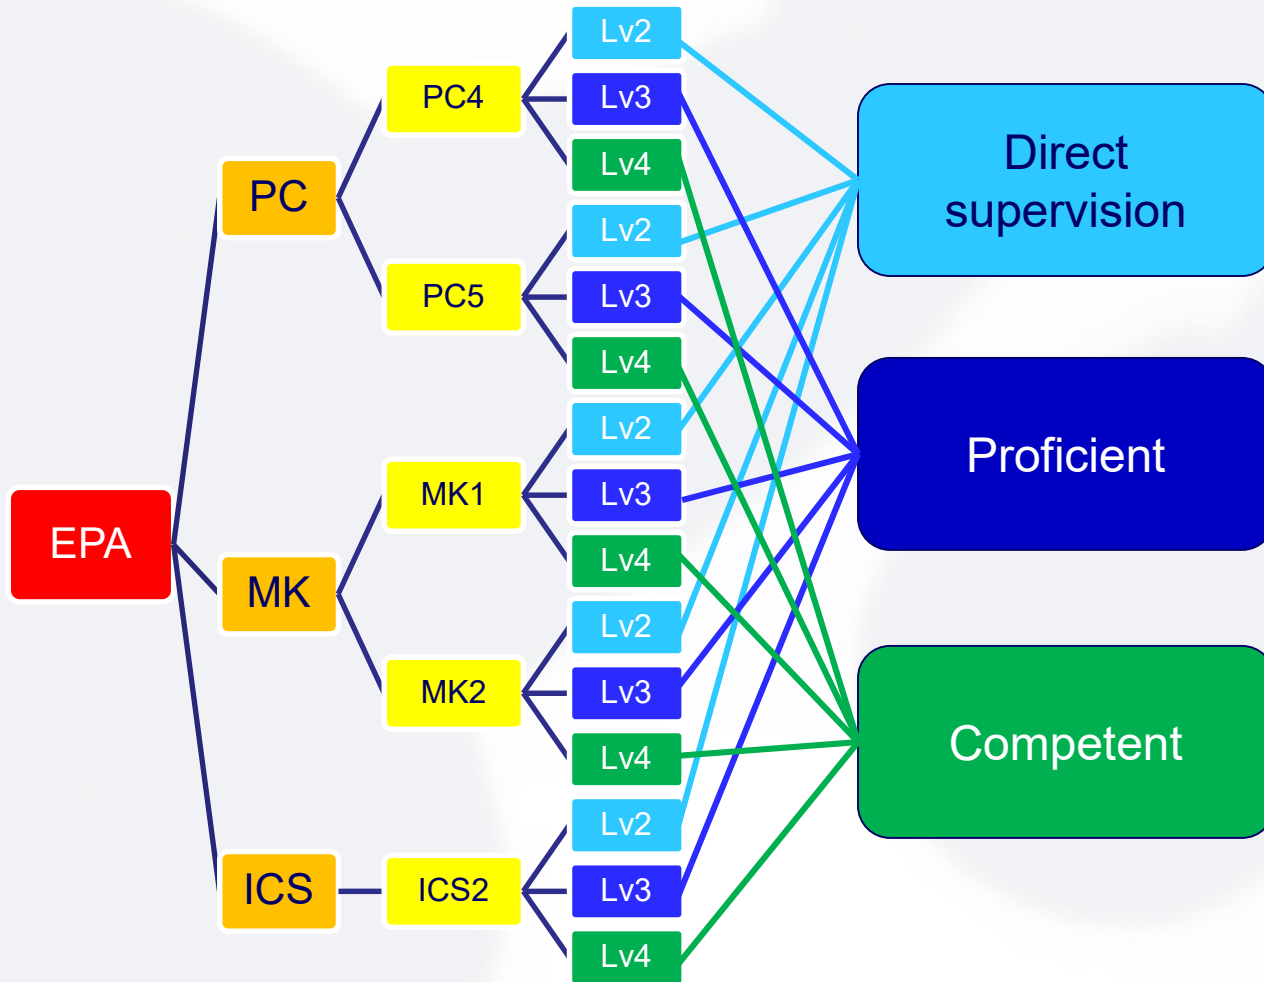 EPA
PC
MK
ICS
PC4
PC5
MK1
MK2
ICS2
Lv2
Lv3
Lv4
Lv2
Lv3
Lv4
Lv2
Lv3
Lv4
Lv2
Lv3
Lv4
Lv2
Lv3
Lv4
Direct
supervision
Proficient
Competent